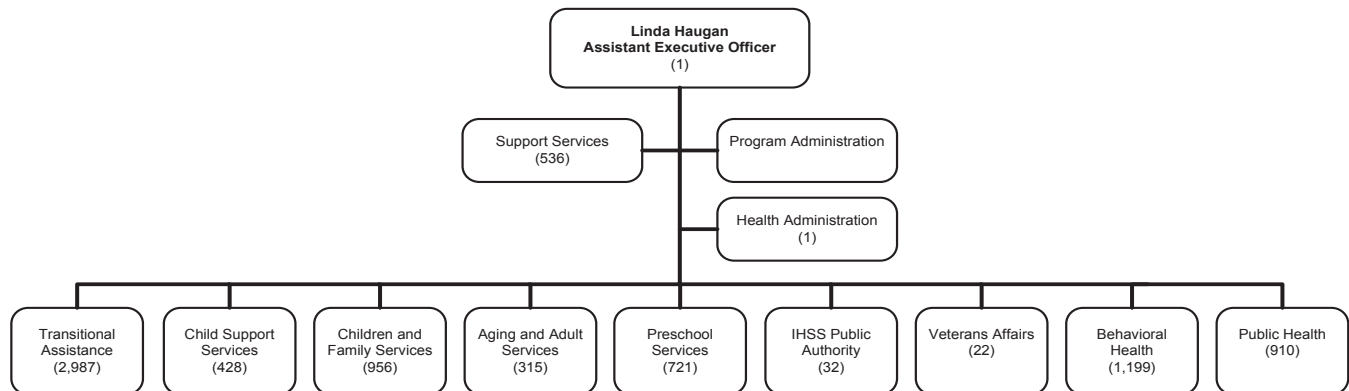 Linda Haugan
Assistant Executive Officer
(1)
Support Services
(536)
Program Administration
Health Administration
(1)
Transitional
Assistance
(2,987)
Child Support
Services
(428)
Children and
Family Services
(956)
Aging and Adult
Services
(315)
Preschool
Services
(721)
IHSS Public
Authority
(32)
Veterans Affairs
(22)
Behavioral
Health
(1,199)
Public Health
(910)